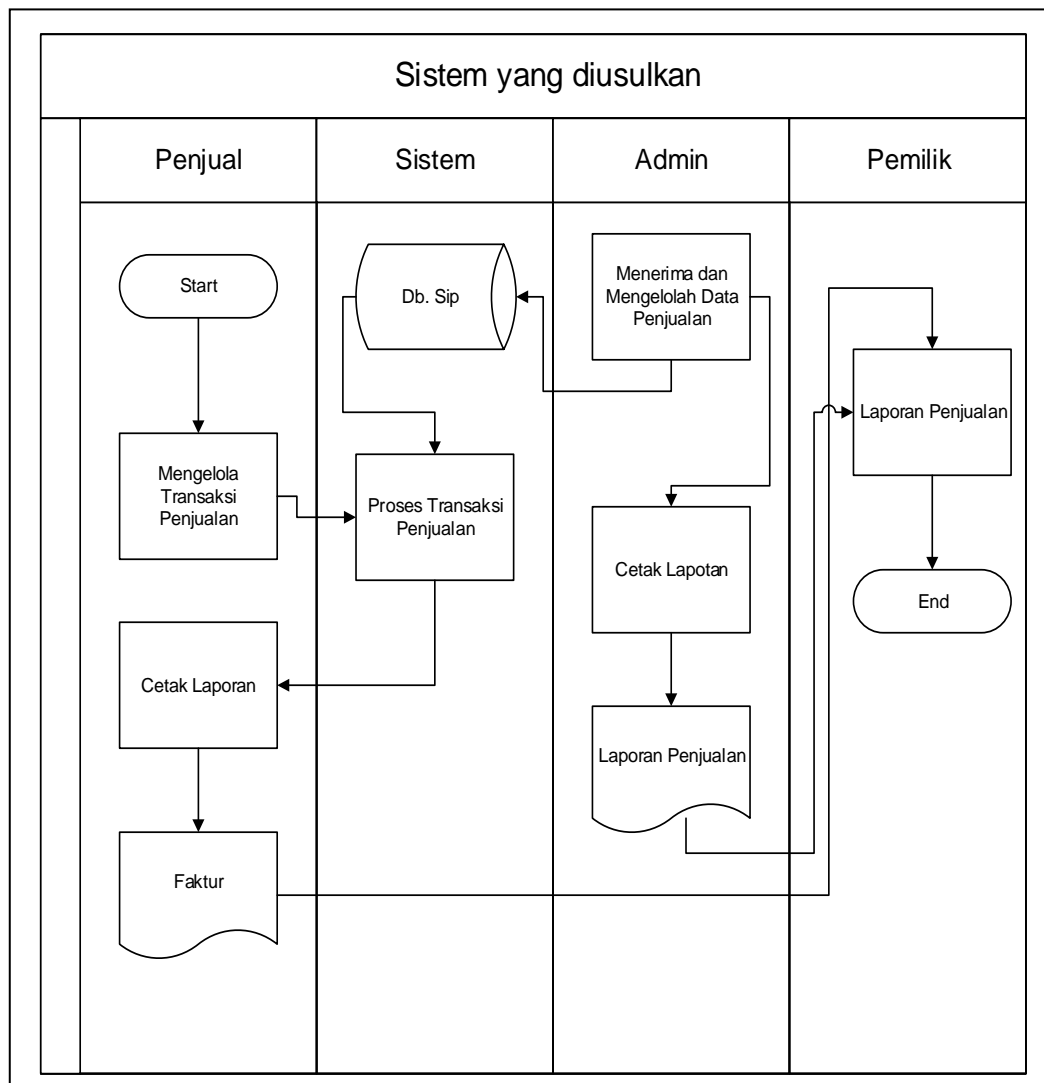 Sistem yang diusulkan
Penjual
Sistem
Admin
Pemilik
Start
Mengelola
Transaksi
Penjualan
Cetak Laporan
Faktur
Db. Sip
Proses Transaksi
Penjualan
Menerima dan
Mengelolah Data
Penjualan
Cetak Lapotan
Laporan Penjualan
Laporan Penjualan
End